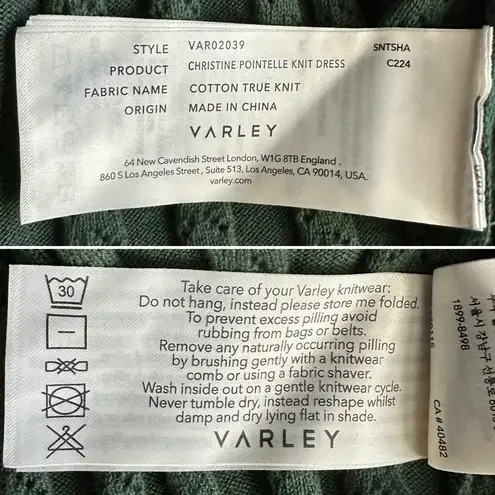 STYLE VAR02039 SNTSHA
PRODUCT CHRISTINE POINTELLE KNIT DRESS C224
FABRIC NAME COTTON TRUE KNIT
ORIGIN MADE IN CHINA
VARLEY
64 New Cavendish Street London, W1G 8TB England .
860 S Los Angeles Street, Suite 513, Los Angeles, CA 90014, USA.
varley.com
30
Take care of your Varley knitwear:
Do not hang, instead please store me folded.
To prevent excess pilling avoid
rubbing from bags or belts.
Remove any naturally occurring pilling
by brushing gently with a knitwear
comb or using a fabric shaver.
Wash inside out on a gentle knitwear cycle.
Never tumble dry, instead reshape whilst
damp and dry lying flat in shade.
VARLEY
1899-8498
CA # 40482